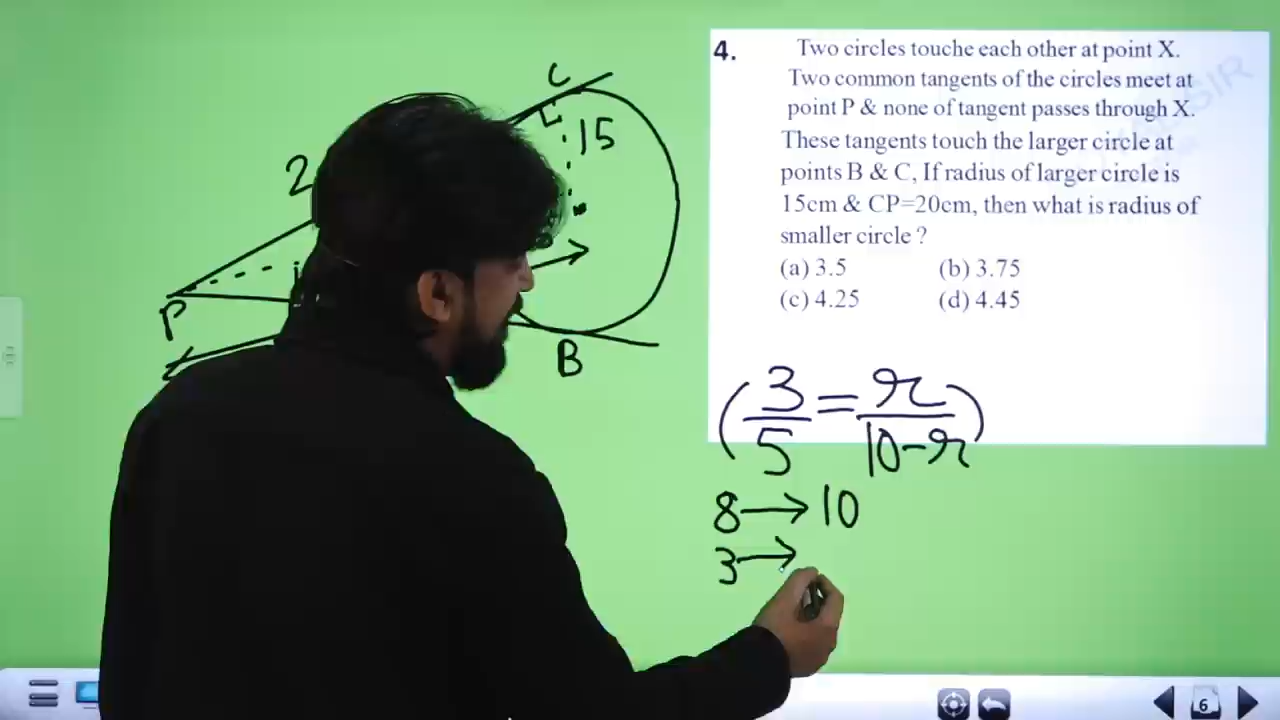 4. Two circles touche each other at point X.
Two common tangents of the circles meet at
point P & none of tangent passes through X.
These tangents touch the larger circle at
points B & C, If radius of larger circle is
15cm & CP=20cm, then what is radius of
smaller circle ?
(a) 3.5 (b) 3.75
(c) 4.25 (d) 4.45
C
15
2
P
B
(3/5 = r/10-r)
8→10
3→
6